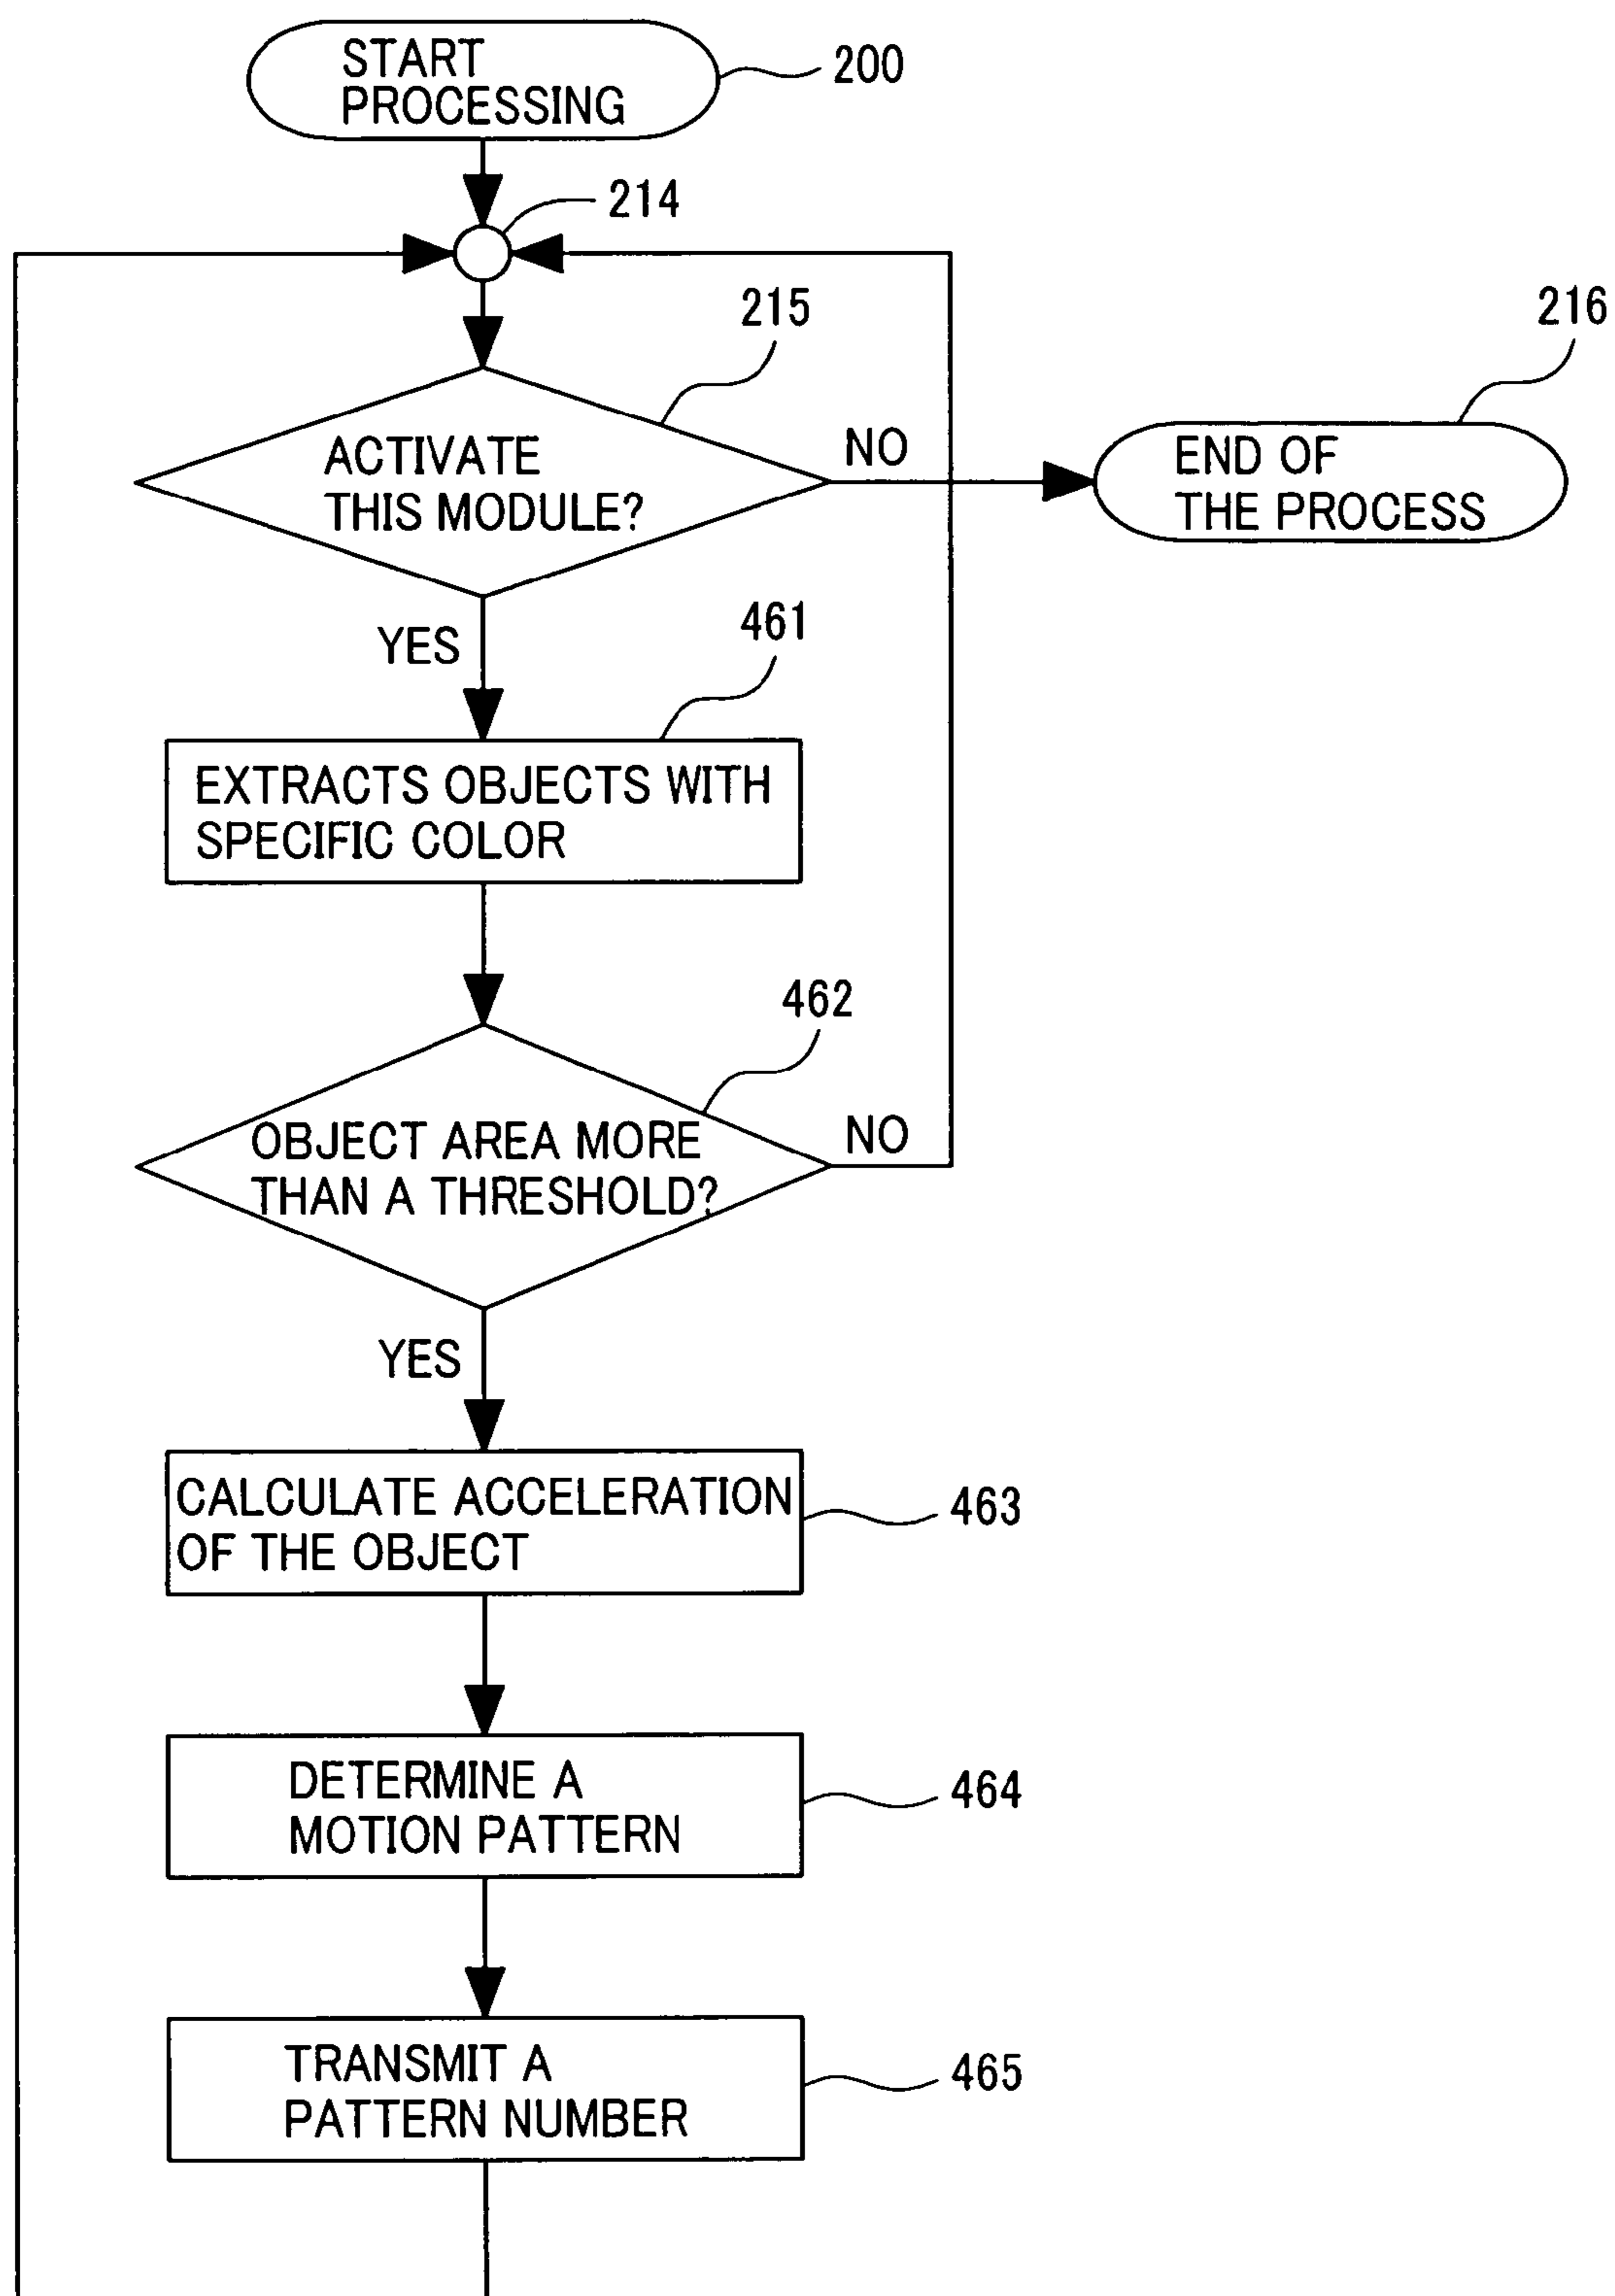 START
PROCESSING
200
214
215
216
ACTIVATE
THIS MODULE?
NO
END OF
THE PROCESS
YES
461
EXTRACTS OBJECTS WITH
SPECIFIC COLOR
462
OBJECT AREA MORE
THAN A THRESHOLD?
NO
YES
CALCULATE ACCELERATION
OF THE OBJECT
463
DETERMINE A
MOTION PATTERN
464
TRANSMIT A
PATTERN NUMBER
465